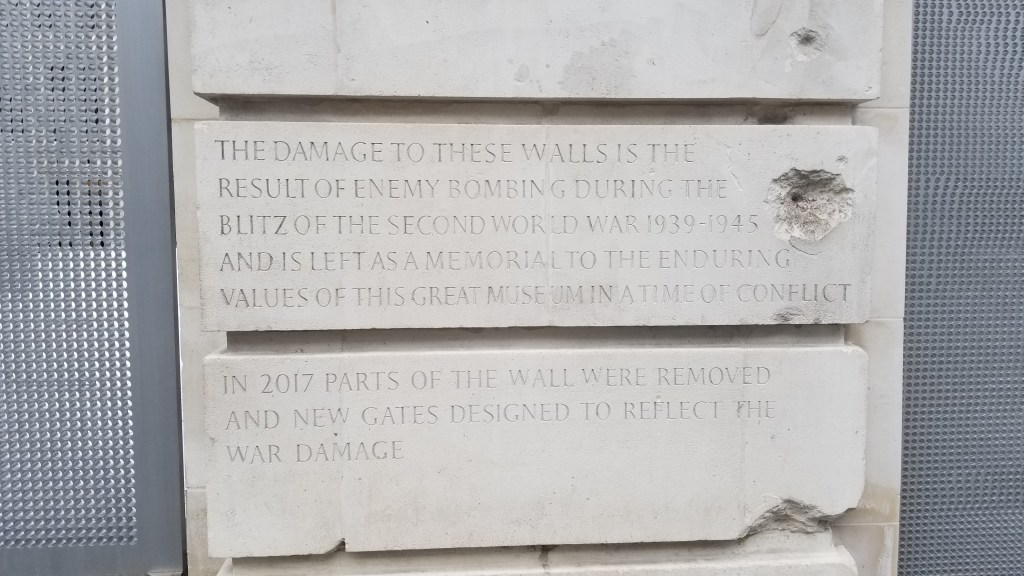 THE DAMAGE TO THESE WALLS IS THE
RESULT OF ENEMY BOMBING DURING THE
BLITZ OF THE SECOND WORLD WAR 1939-1945
AND IS LEFT AS A MEMORIAL TO THE ENDURING
VALUES OF THIS GREAT MUSEUM IN A TIME OF CONFLICT
IN 2017 PARTS OF THE WALL WERE REMOVED
AND NEW GATES DESIGNED TO REFLECT THE
WAR DAMAGE